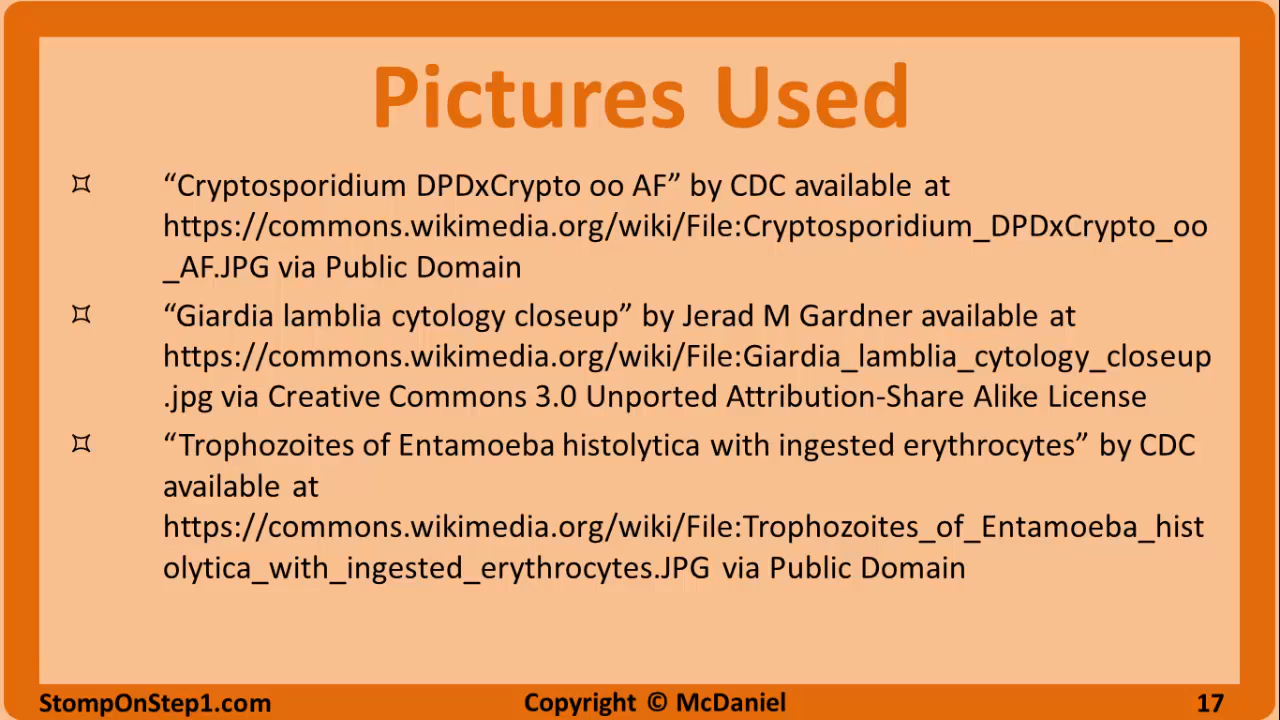 Pictures Used
¤ “Cryptosporidium DPDxCrypto oo AF” by CDC available at
https://commons.wikimedia.org/wiki/File:Cryptosporidium_DPDxCrypto_oo
_AF.JPG via Public Domain
¤ “Giardia lamblia cytology closeup” by Jerad M Gardner available at
https://commons.wikimedia.org/wiki/File:Giardia_lamblia_cytology_closeup
.jpg via Creative Commons 3.0 Unported Attribution-Share Alike License
¤ “Trophozoites of Entamoeba histolytica with ingested erythrocytes” by CDC
available at
https://commons.wikimedia.org/wiki/File:Trophozoites_of_Entamoeba_hist
olytica_with_ingested_erythrocytes.JPG via Public Domain
StompOnStep1.com Copyright © McDaniel 17